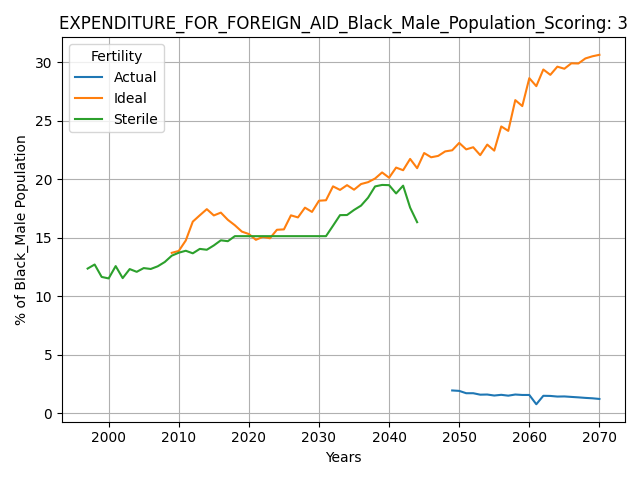 EXPENDITURE_FOR_FOREIGN_AID_Black_Male_Population_Scoring: 3
Fertility
Actual
Ideal
Sterile
% of Black_Male Population
30
25
20
15
10
5
0
2000 2010 2020 2030 2040 2050 2060 2070
Years